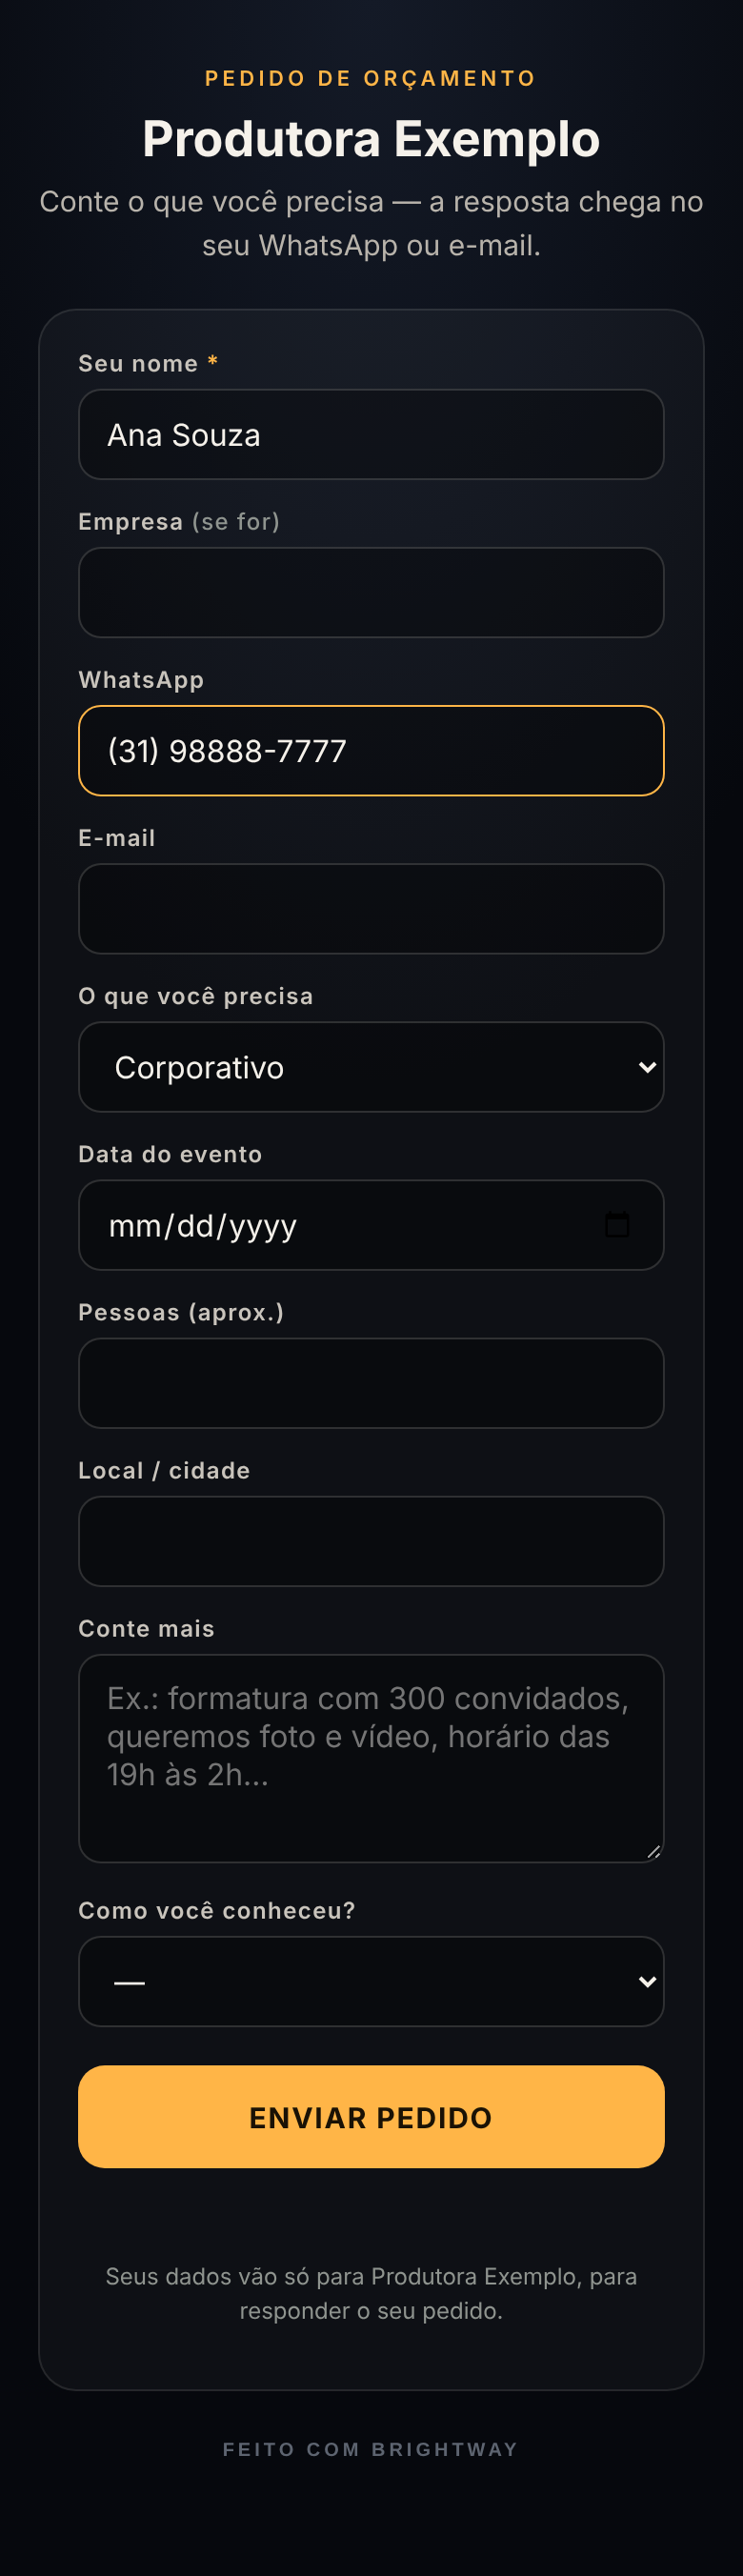 PEDIDO DE ORÇAMENTO
Produtora Exemplo
Conte o que você precisa — a resposta chega no
seu WhatsApp ou e-mail.
Seu nome *
Ana Souza
Empresa (se for)
WhatsApp
(31) 98888-7777
E-mail
O que você precisa
Corporativo
Data do evento
mm/dd/yyyy
Pessoas (aprox.)
Local / cidade
Conte mais
Ex.: formatura com 300 convidados,
queremos foto e vídeo, horário das
19h às 2h...
Como você conheceu?
—
ENVIAR PEDIDO
Seus dados vão só para Produtora Exemplo, para
responder o seu pedido.
FEITO COM BRIGHTWAY